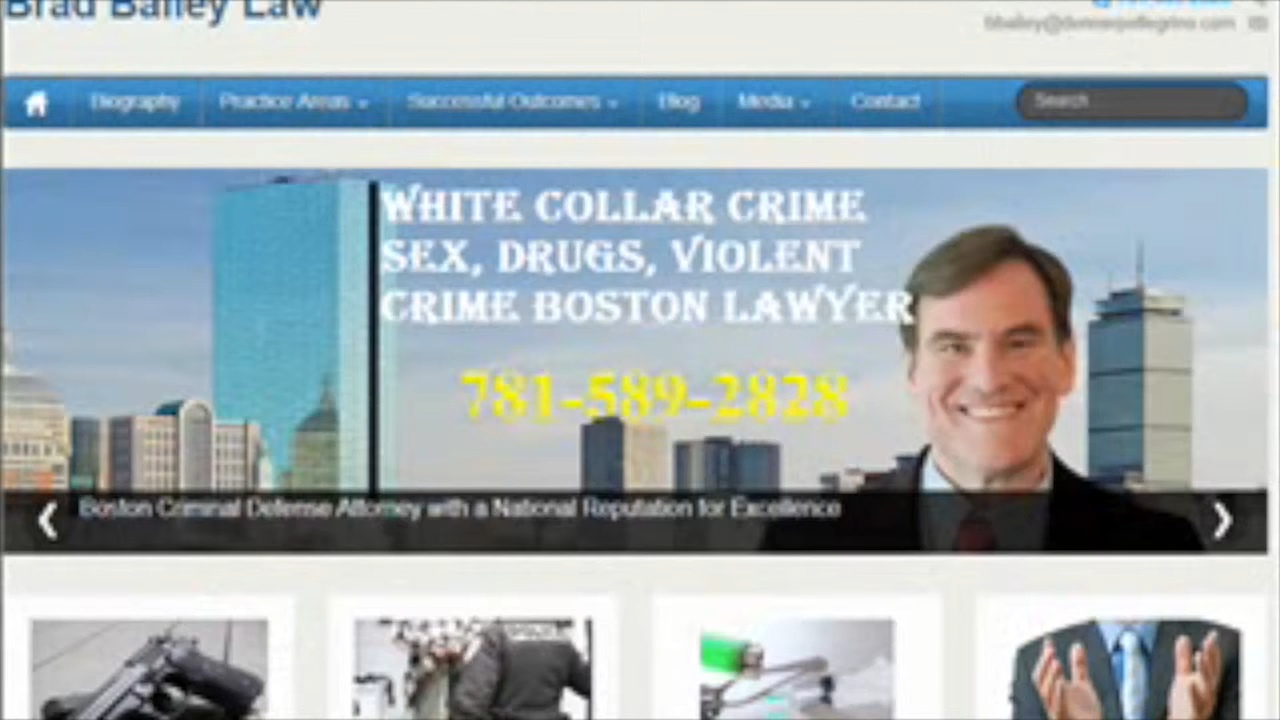 Brad Bailey Law
Biography Practice Areas Successful Outcomes Blog Media Contact Search
WHITE COLLAR CRIME
SEX, DRUGS, VIOLENT
CRIME BOSTON LAWYER
781-589-2828
Boston Criminal Defense Attorney with a National Reputation for Excellence